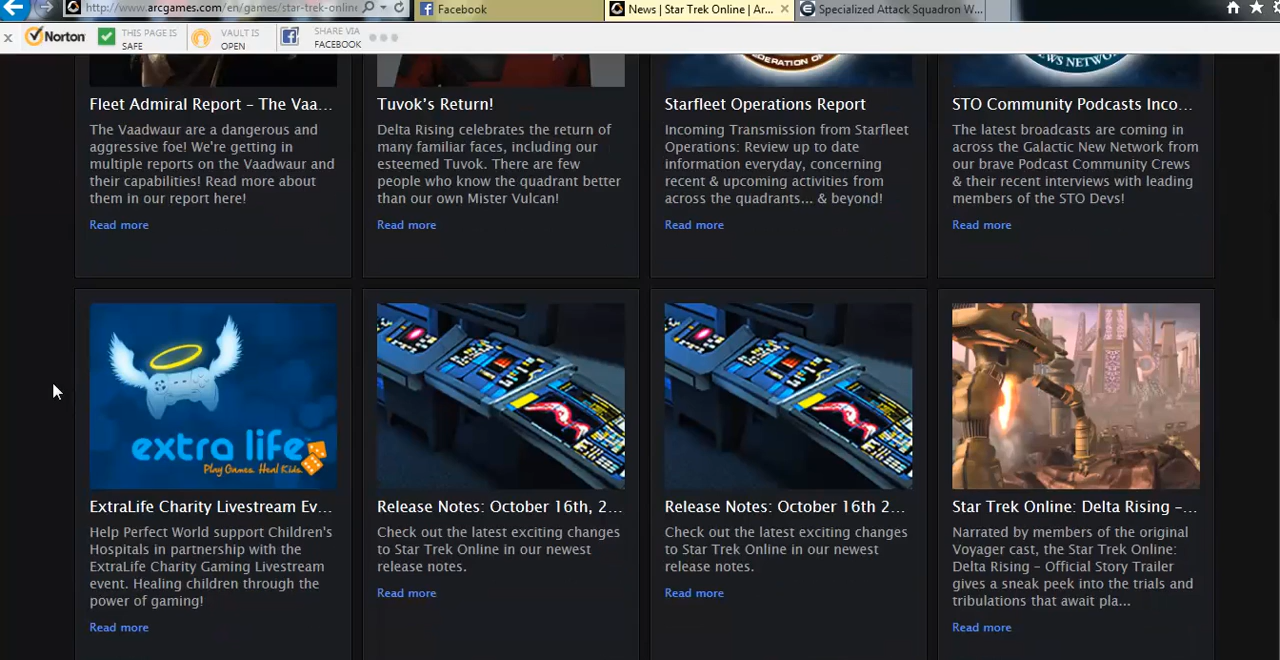 http://www.arcgames.com/en/games/star-trek-online
Facebook
News | Star Trek Online | Ar...
Specialized Attack Squadron W...
Norton
THIS PAGE IS
SAFE
VAULT IS
OPEN
SHARE VIA
FACEBOOK
EDERATION OF
WS NETWO
Fleet Admiral Report – The Vaa...
The Vaadwaur are a dangerous and
aggressive foe! We're getting in
multiple reports on the Vaadwaur and
their capabilities! Read more about
them in our report here!
Read more
Tuvok's Return!
Delta Rising celebrates the return of
many familiar faces, including our
esteemed Tuvok. There are few
people who know the quadrant better
than our own Mister Vulcan!
Read more
Starfleet Operations Report
Incoming Transmission from Starfleet
Operations: Review up to date
information everyday, concerning
recent & upcoming activities from
across the quadrants... & beyond!
Read more
STO Community Podcasts Inco...
The latest broadcasts are coming in
across the Galactic New Network from
our brave Podcast Community Crews
& their recent interviews with leading
members of the STO Devs!
Read more
extra life
Play Games. Heal Kids.
ExtraLife Charity Livestream Ev...
Help Perfect World support Children's
Hospitals in partnership with the
ExtraLife Charity Gaming Livestream
event. Healing children through the
power of gaming!
Read more
Release Notes: October 16th, 2...
Check out the latest exciting changes
to Star Trek Online in our newest
release notes.
Read more
Release Notes: October 16th 2...
Check out the latest exciting changes
to Star Trek Online in our newest
release notes.
Read more
Star Trek Online: Delta Rising –...
Narrated by members of the original
Voyager cast, the Star Trek Online:
Delta Rising – Official Story Trailer
gives a sneak peek into the trials and
tribulations that await pla...
Read more